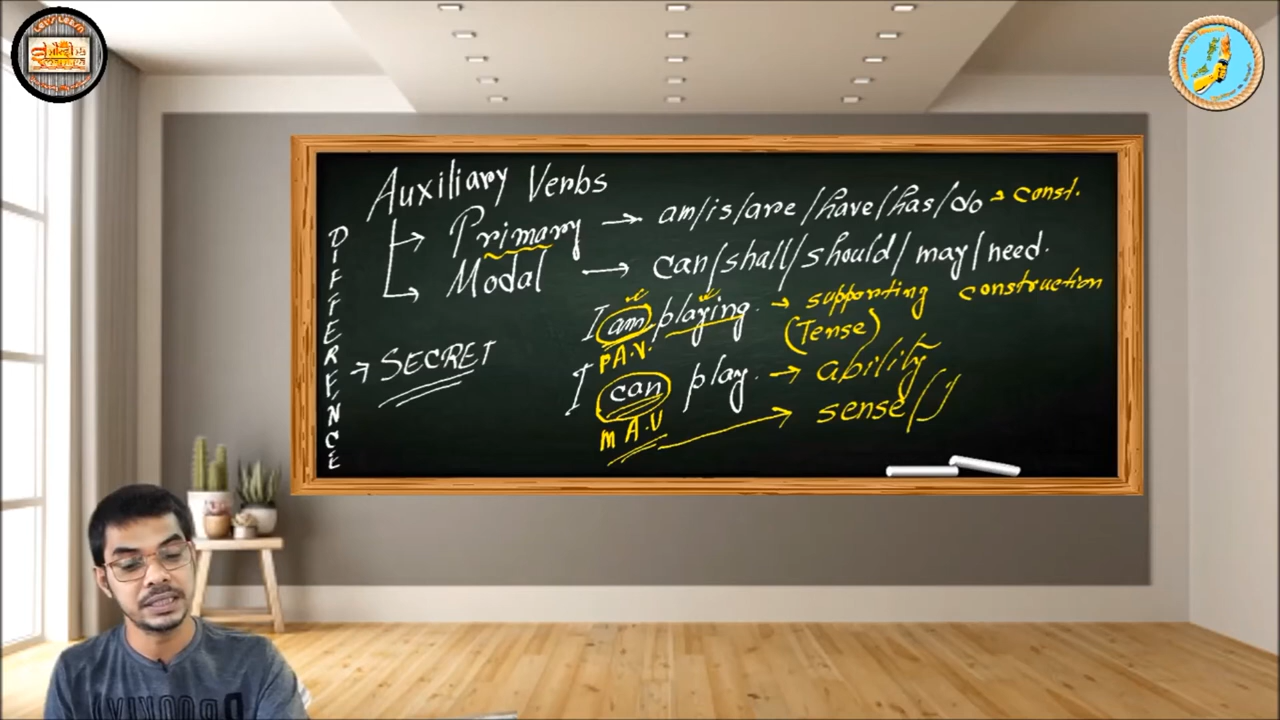 Auxiliary Verbs
Primary → am/is/are/have/has/do → const.
Modal → can/shall/should/may/need.
I am playing. → supporting construction
P.A.V. (Tense)
→ SECRET
I can play. → ability
M A.V → sense/()
DIFFERENCE